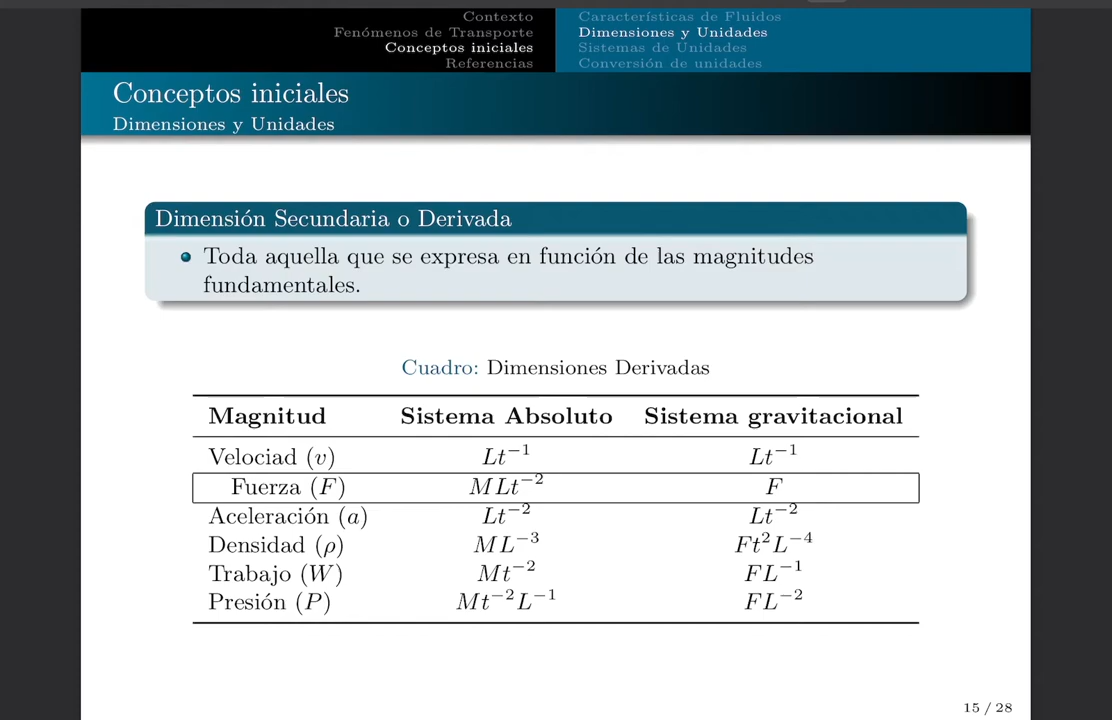 Contexto
Fenómenos de Transporte
Conceptos iniciales
Referencias
Características de Fluidos
Dimensiones y Unidades
Sistemas de Unidades
Conversión de unidades
Conceptos iniciales
Dimensiones y Unidades
Dimensión Secundaria o Derivada
Toda aquella que se expresa en función de las magnitudes
fundamentales.
Cuadro: Dimensiones Derivadas
Magnitud Sistema Absoluto Sistema gravitacional
Velociad (v) Lt⁻¹ Lt⁻¹
Fuerza (F) MLt⁻² F
Aceleración (a) Lt⁻² Lt⁻²
Densidad (ρ) ML⁻³ Ft²L⁻⁴
Trabajo (W) Mt⁻² FL⁻¹
Presión (P) Mt⁻²L⁻¹ FL⁻²
15 / 28